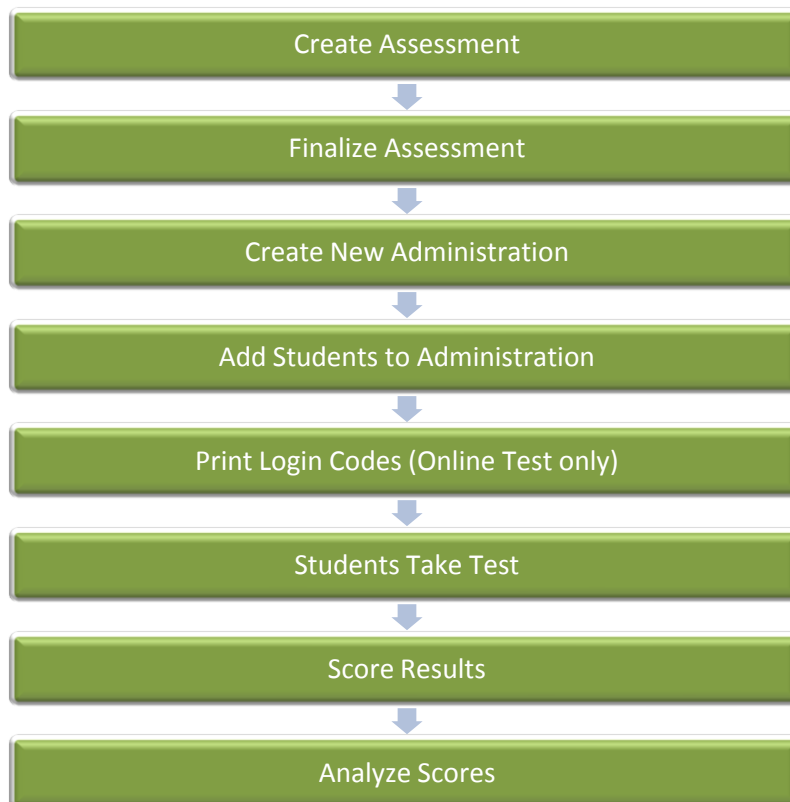 Create Assessment
Finalize Assessment
Create New Administration
Add Students to Administration
Print Login Codes (Online Test only)
Students Take Test
Score Results
Analyze Scores